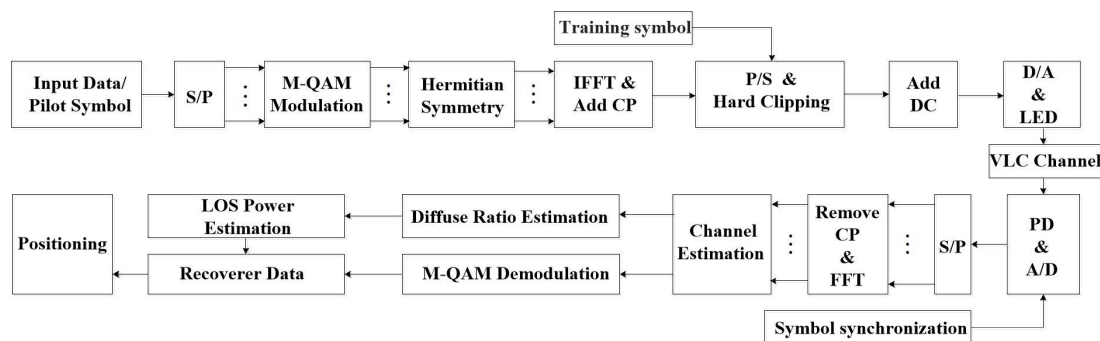 Training symbol
Input Data/
Pilot Symbol
S/P
M-QAM
Modulation
Hermitian
Symmetry
IFFT &
Add CP
P/S &
Hard Clipping
Add
DC
D/A
&
LED
VLC Channel
Positioning
LOS Power
Estimation
Recoverer Data
Diffuse Ratio Estimation
M-QAM Demodulation
Channel
Estimation
Remove
CP
&
FFT
S/P
PD
&
A/D
Symbol synchronization